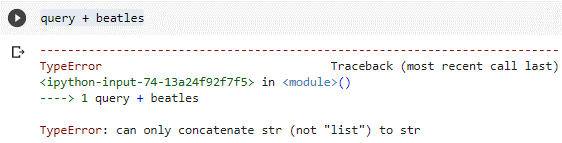 query + beatles
---------------------------------------------------------------------------
TypeError                                 Traceback (most recent call last)
<ipython-input-74-13a24f92f7f5> in <module>()
----> 1 query + beatles
TypeError: can only concatenate str (not "list") to str